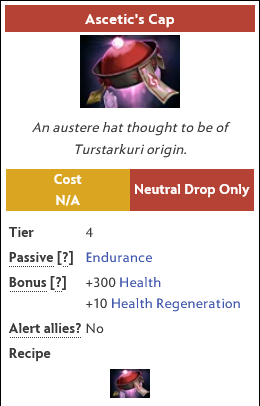 Ascetic's Cap
An austere hat thought to be of
Turstarkuri origin.
Cost
N/A
Neutral Drop Only
Tier 4
Passive [?] Endurance
Bonus [?] +300 Health
+10 Health Regeneration
Alert allies? No
Recipe